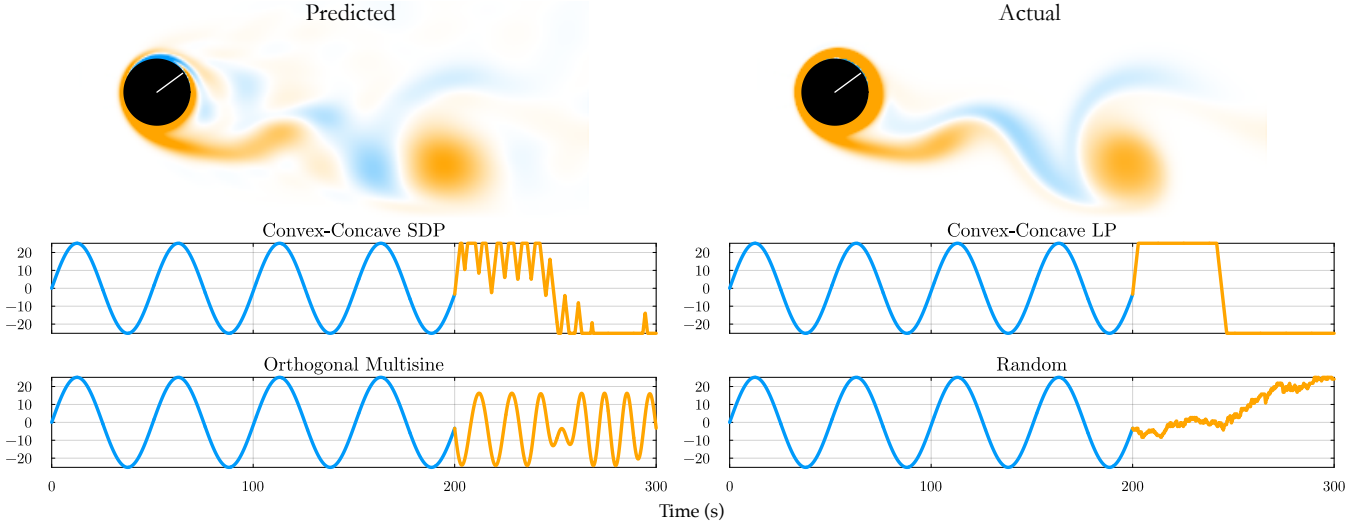 Predicted Actual
Convex-Concave SDP Convex-Concave LP
20 20
10 10
0 0
−10 −10
−20 −20
Orthogonal Multisine Random
20 20
10 10
0 0
−10 −10
−20 −20
0 100 200 300 0 100 200 300
Time (s)